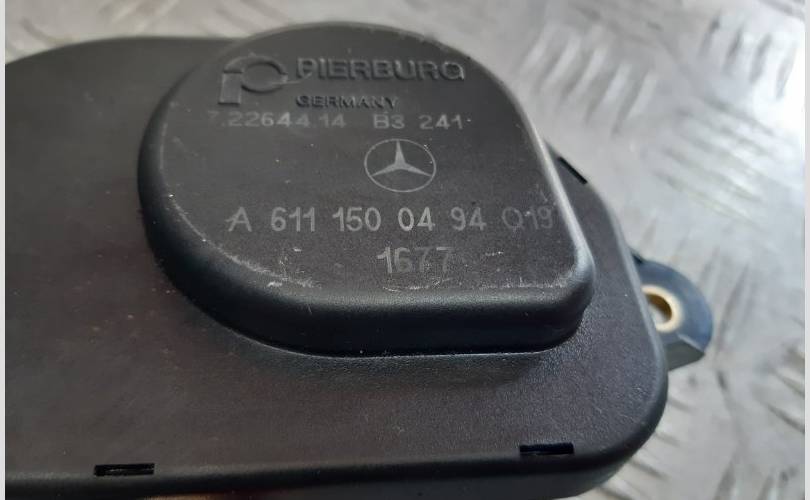 PIERBURG
GERMANY
7.22644.14 B3 241
A 611 150 04 94 Q19
1677